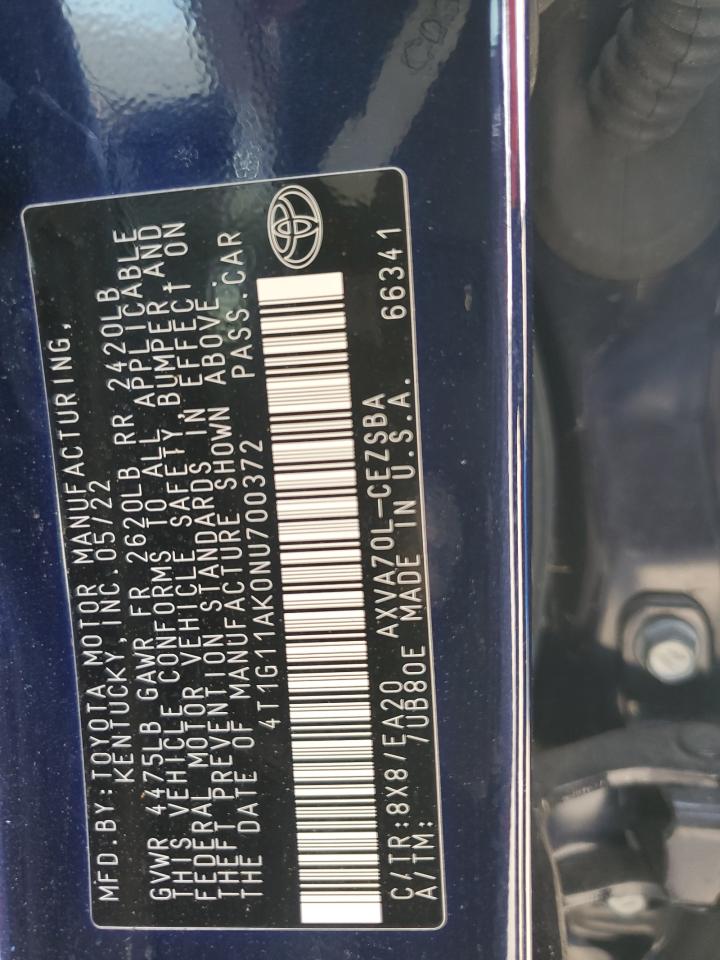 MFD.BY:TOYOTA MOTOR MANUFACTURING,
KENTUCKY, INC.05/22
GVWR 4475LB GAWR FR 2620LB RR 2420LB
THIS VEHICLE CONFORMS TO ALL APPLICABLE
FEDERAL MOTOR VEHICLE SAFETY,BUMPER,AND
THEFT PREVENTION STANDARDS IN EFFECT ON
THE DATE OF MANUFACTURE SHOWN ABOVE.
4T1G11AK0NU700372 PASS.CAR
C/TR:8X8/EA20 AXVA70L-CEZSBA
A/TM: /UB80E MADE IN U.S.A. 66341